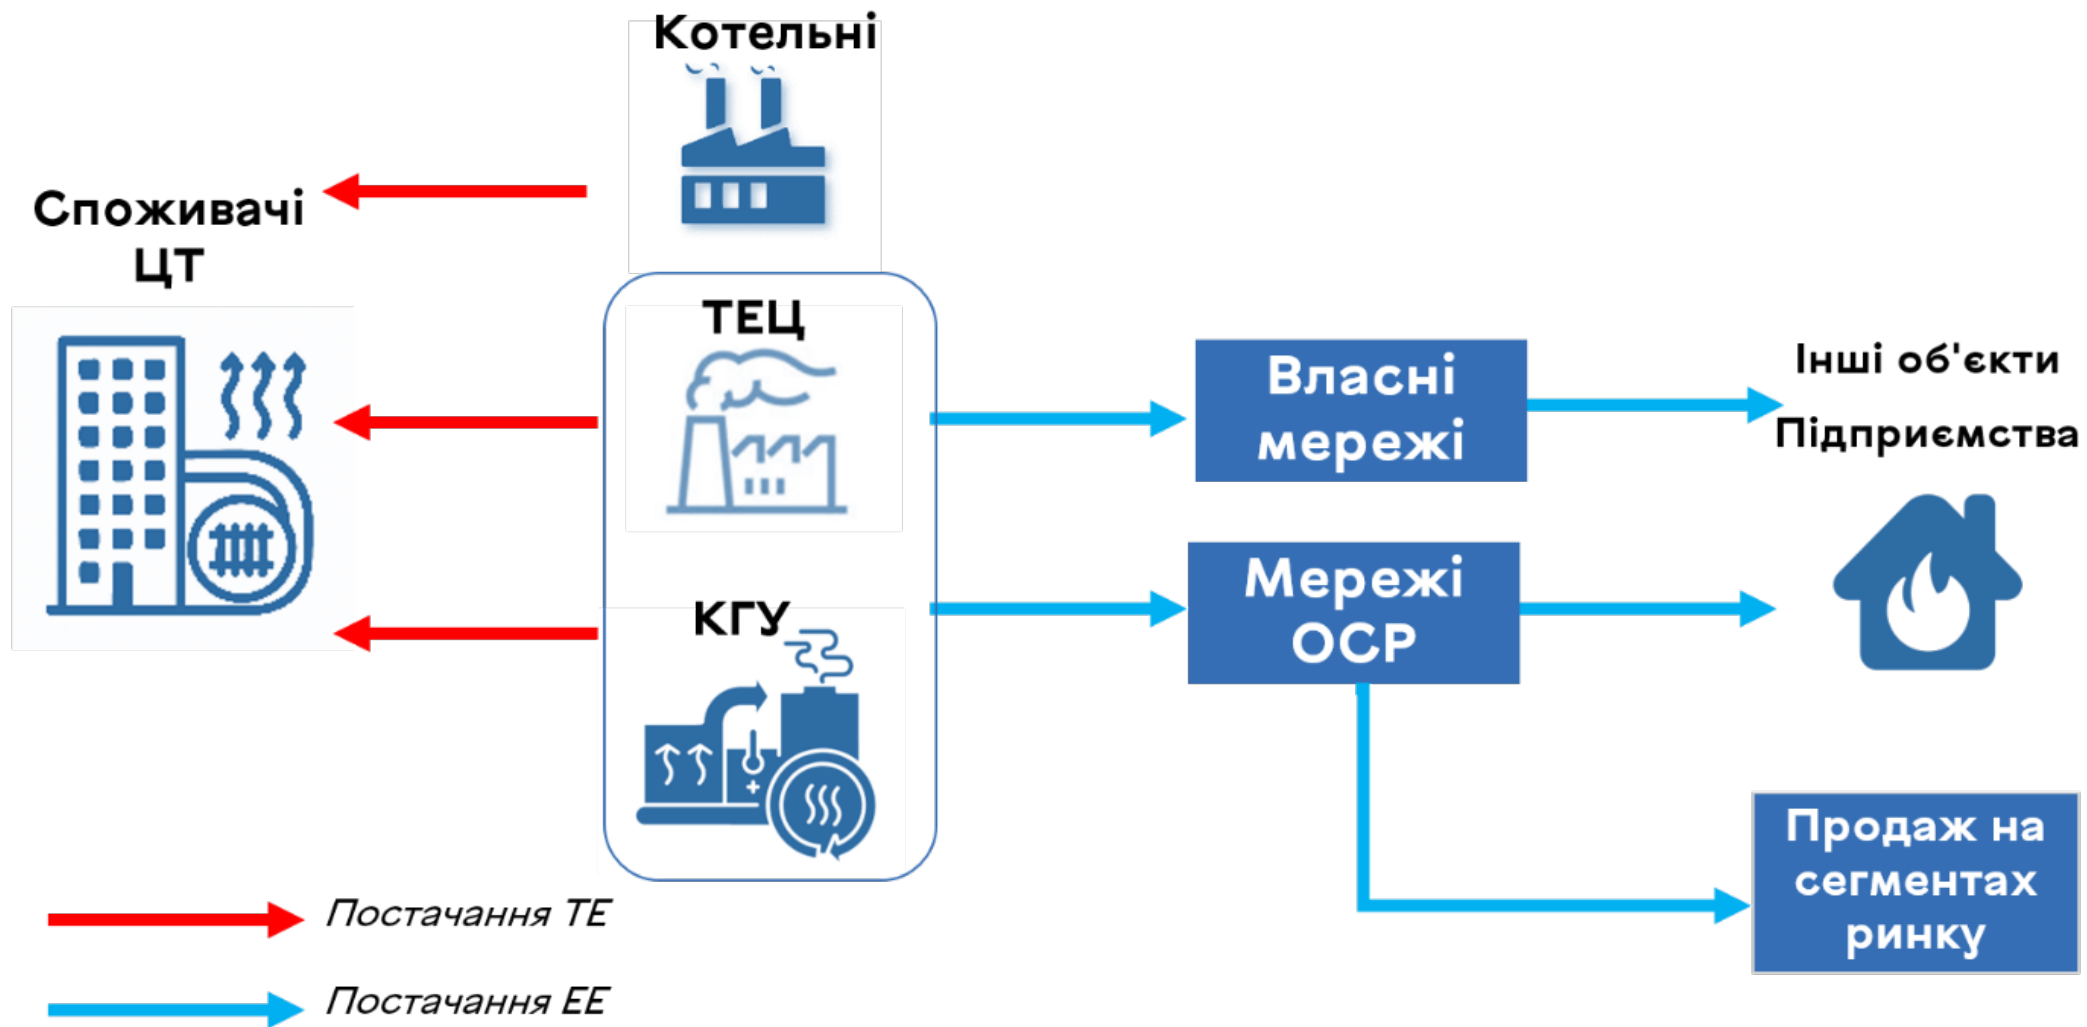 Котельні
Споживачі
ЦТ
ТЕЦ
КГУ
Власні
мережі
Мережі
ОСР
Інші об'єкти
Підприємства
Продаж на
сегментах
ринку
Постачання ТЕ
Постачання ЕЕ